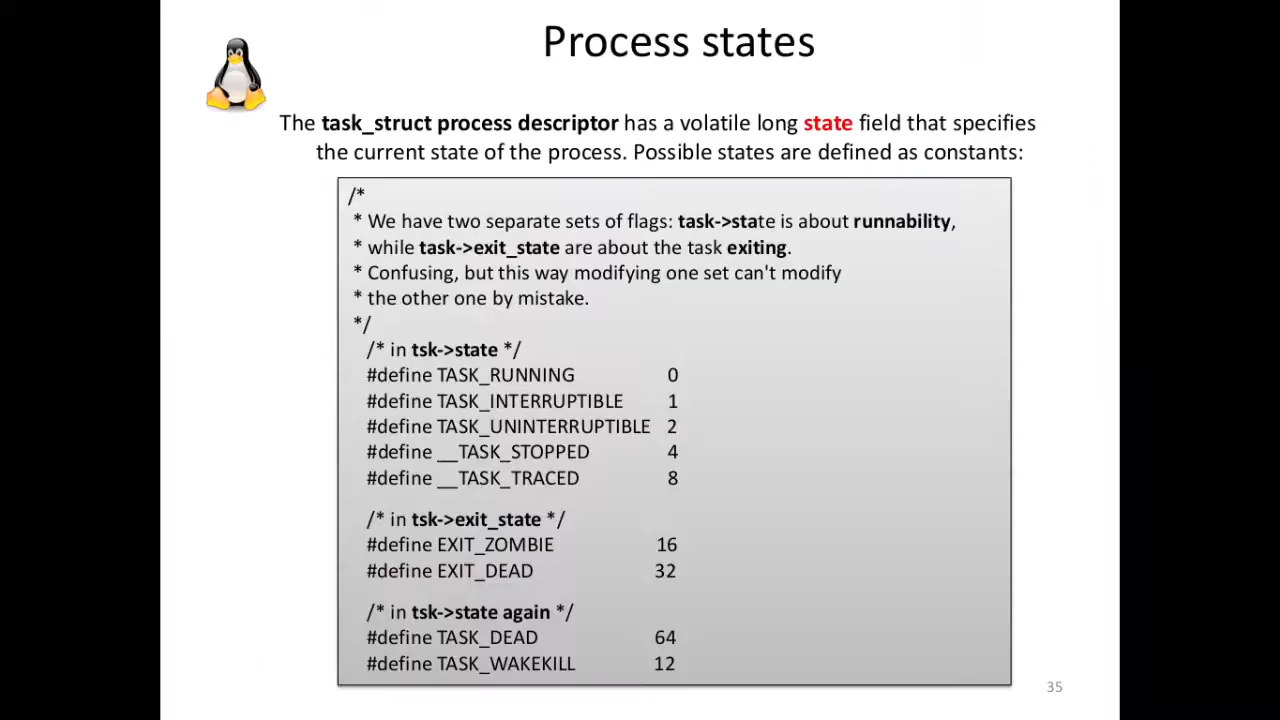 Process states
The task_struct process descriptor has a volatile long state field that specifies
the current state of the process. Possible states are defined as constants:
/*
* We have two separate sets of flags: task->state is about runnability,
* while task->exit_state are about the task exiting.
* Confusing, but this way modifying one set can't modify
* the other one by mistake.
*/
/* in tsk->state */
#define TASK_RUNNING 0
#define TASK_INTERRUPTIBLE 1
#define TASK_UNINTERRUPTIBLE 2
#define __TASK_STOPPED 4
#define __TASK_TRACED 8
/* in tsk->exit_state */
#define EXIT_ZOMBIE 16
#define EXIT_DEAD 32
/* in tsk->state again */
#define TASK_DEAD 64
#define TASK_WAKEKILL 12
35